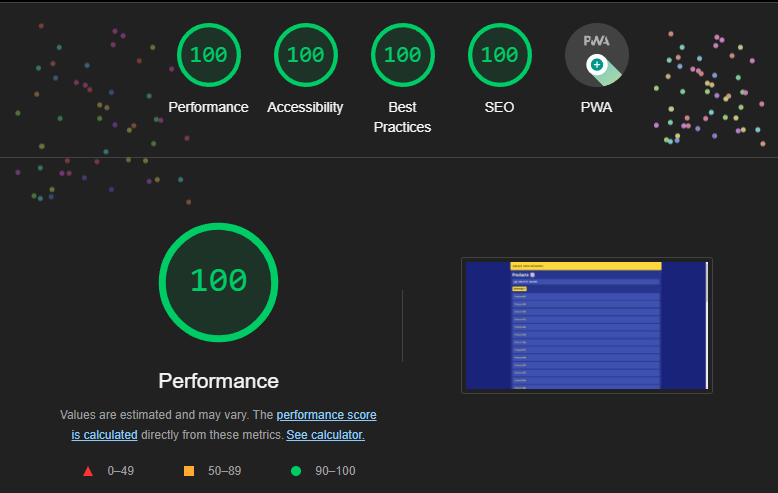 100
100
100
100
PWA
Performance
Accessibility
Best
Practices
SEO
PWA
100
Performance
Values are estimated and may vary. The performance score
is calculated directly from these metrics. See calculator.
0–49
50–89
90–100
Products